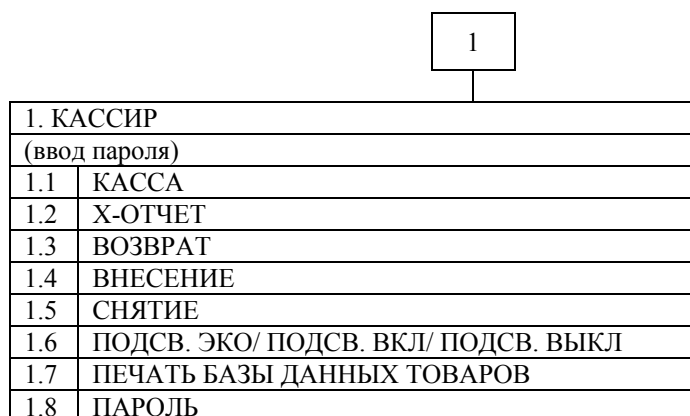 1
1. КАССИР
(ввод пароля)
1.1 КАССА
1.2 X-ОТЧЕТ
1.3 ВОЗВРАТ
1.4 ВНЕСЕНИЕ
1.5 СНЯТИЕ
1.6 ПОДСВ. ЭКО/ ПОДСВ. ВКЛ/ ПОДСВ. ВЫКЛ
1.7 ПЕЧАТЬ БАЗЫ ДАННЫХ ТОВАРОВ
1.8 ПАРОЛЬ